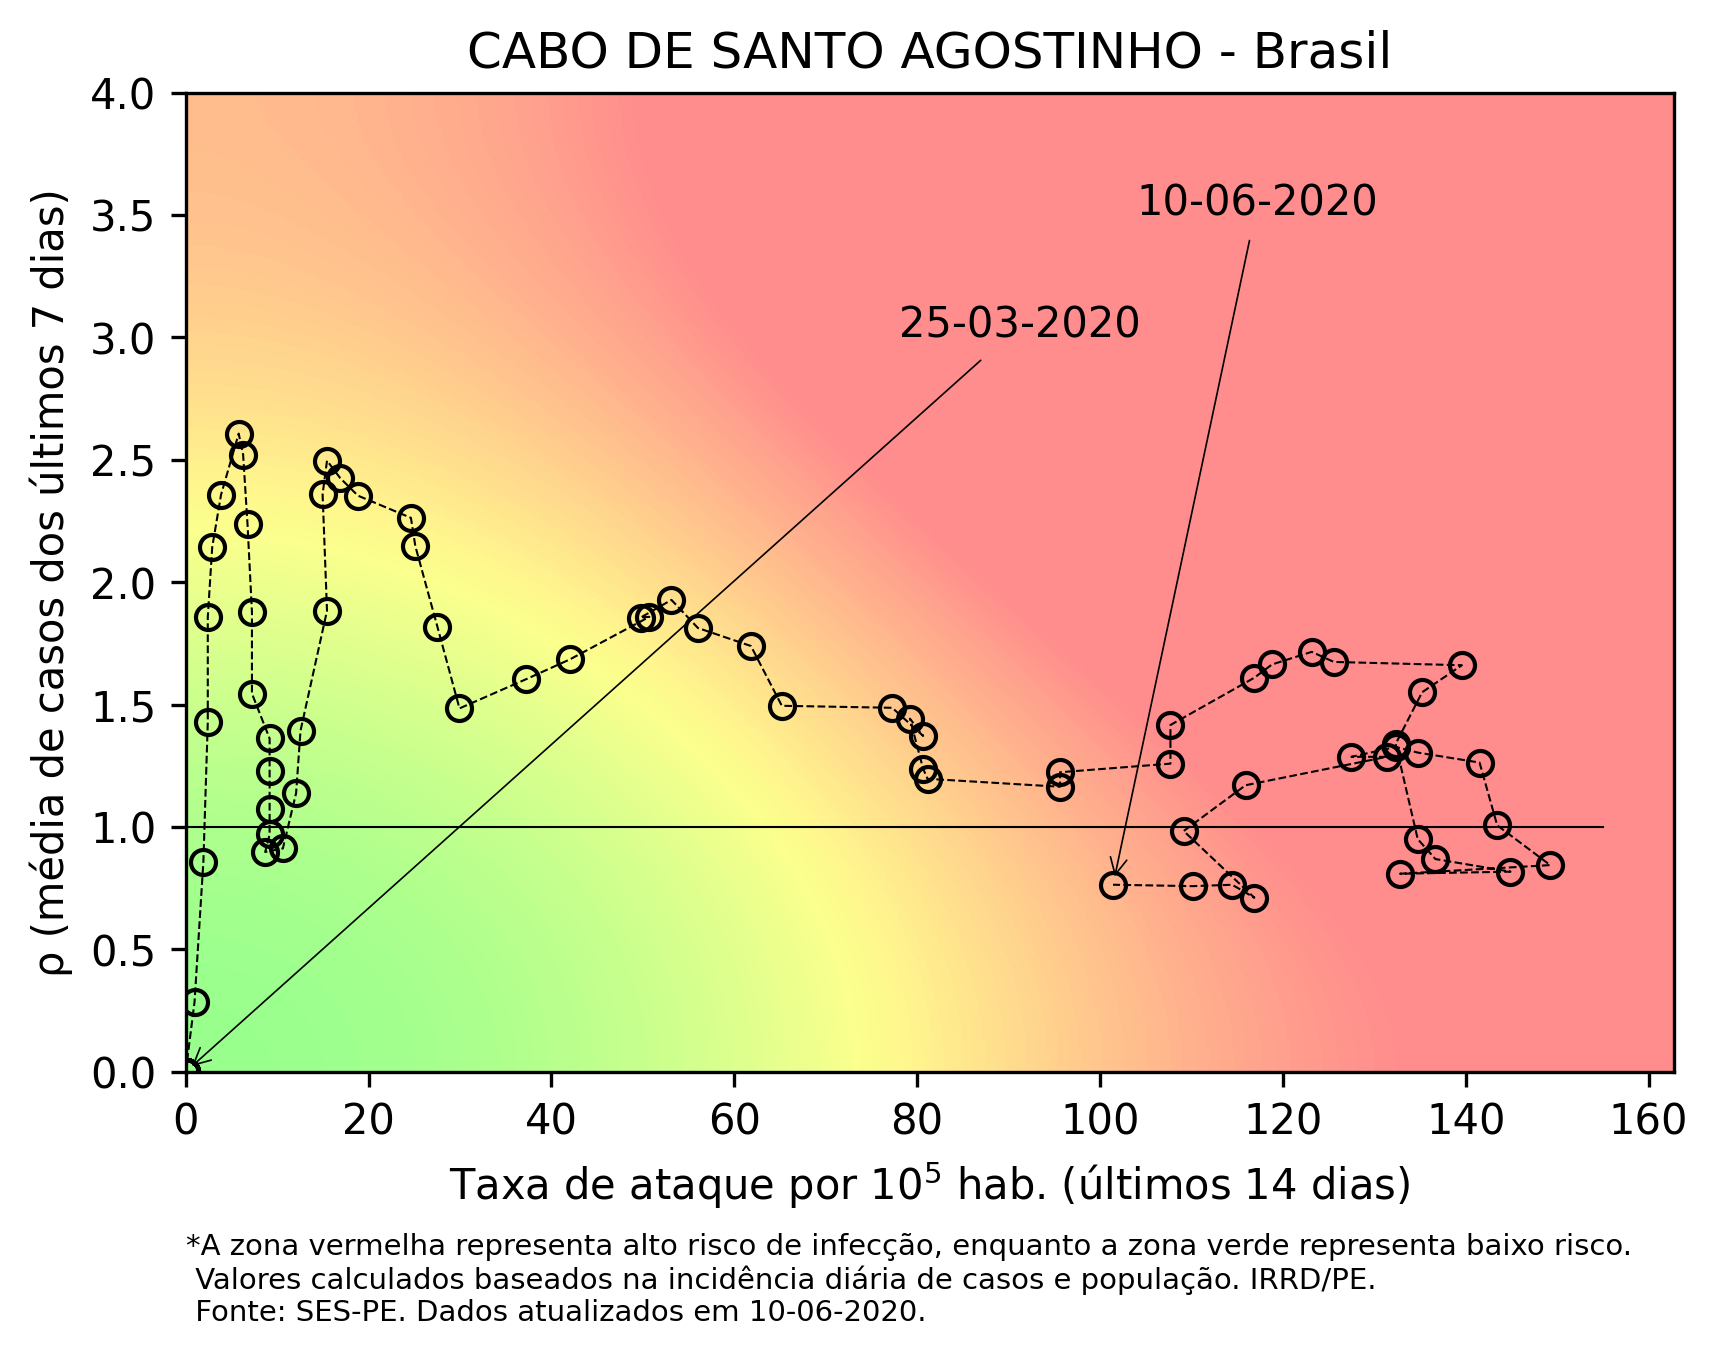 CABO DE SANTO AGOSTINHO - Brasil
4.0
3.5
3.0
2.5
2.0
1.5
1.0
0.5
0.0
ρ (média de casos dos últimos 7 dias)
10-06-2020
25-03-2020
0 20 40 60 80 100 120 140 160
Taxa de ataque por 10⁵ hab. (últimos 14 dias)
*A zona vermelha representa alto risco de infecção, enquanto a zona verde representa baixo risco.
Valores calculados baseados na incidência diária de casos e população. IRRD/PE.
Fonte: SES-PE. Dados atualizados em 10-06-2020.